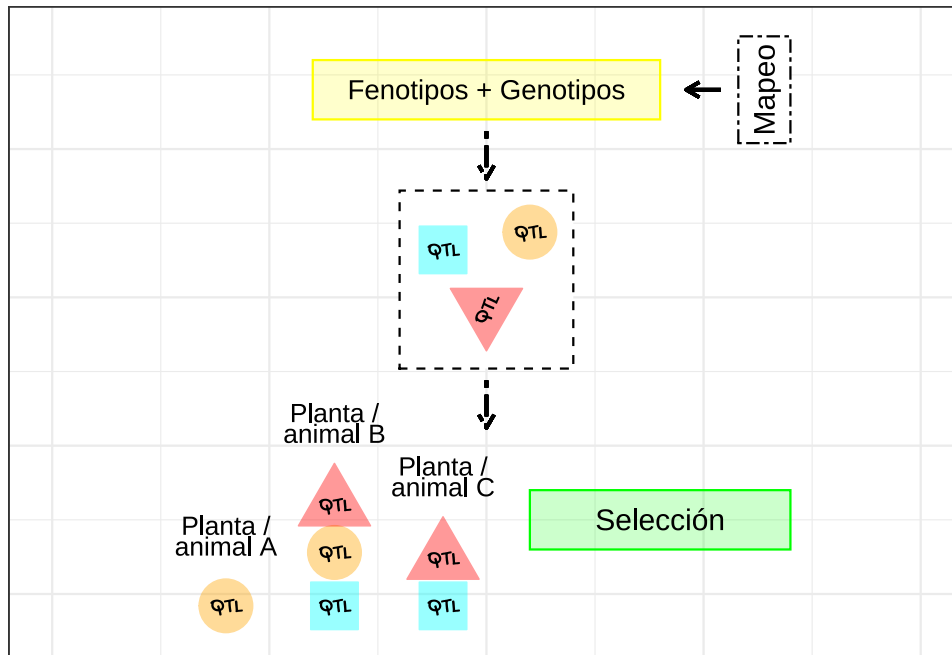 Fenotipos + Genotipos
Mapeo
QTL
QTL
QTL
Planta /
animal B
Planta /
animal C
Planta /
animal A
QTL
QTL
QTL
QTL
QTL
QTL
Selección